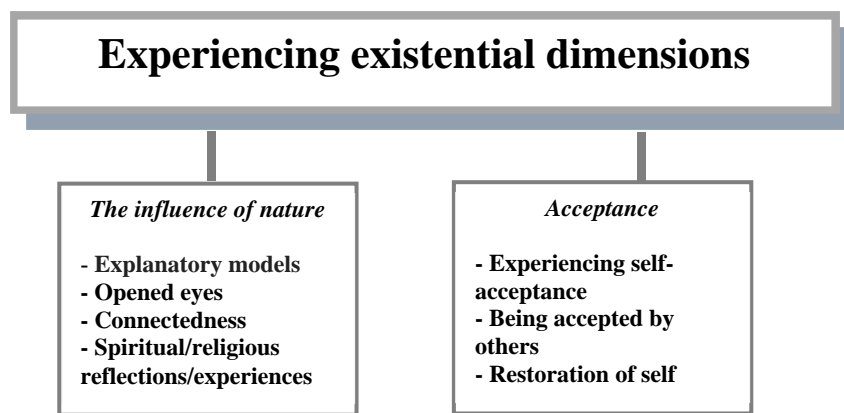 Experiencing existential dimensions
The influence of nature
- Explanatory models
- Opened eyes
- Connectedness
- Spiritual/religious
reflections/experiences
Acceptance
- Experiencing self-
acceptance
- Being accepted by
others
- Restoration of self